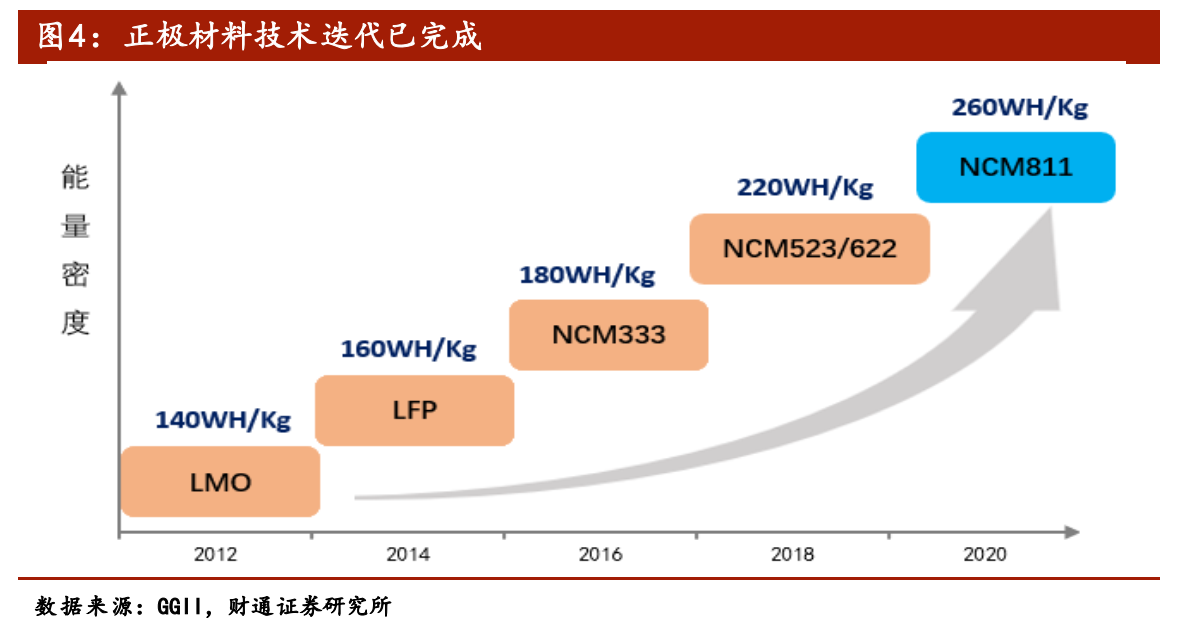 图4：正极材料技术迭代已完成
能
量
密
度
260WH/Kg
NCM811
220WH/Kg
NCM523/622
180WH/Kg
NCM333
160WH/Kg
LFP
140WH/Kg
LMO
2012 2014 2016 2018 2020
数据来源：GGII，财通证券研究所